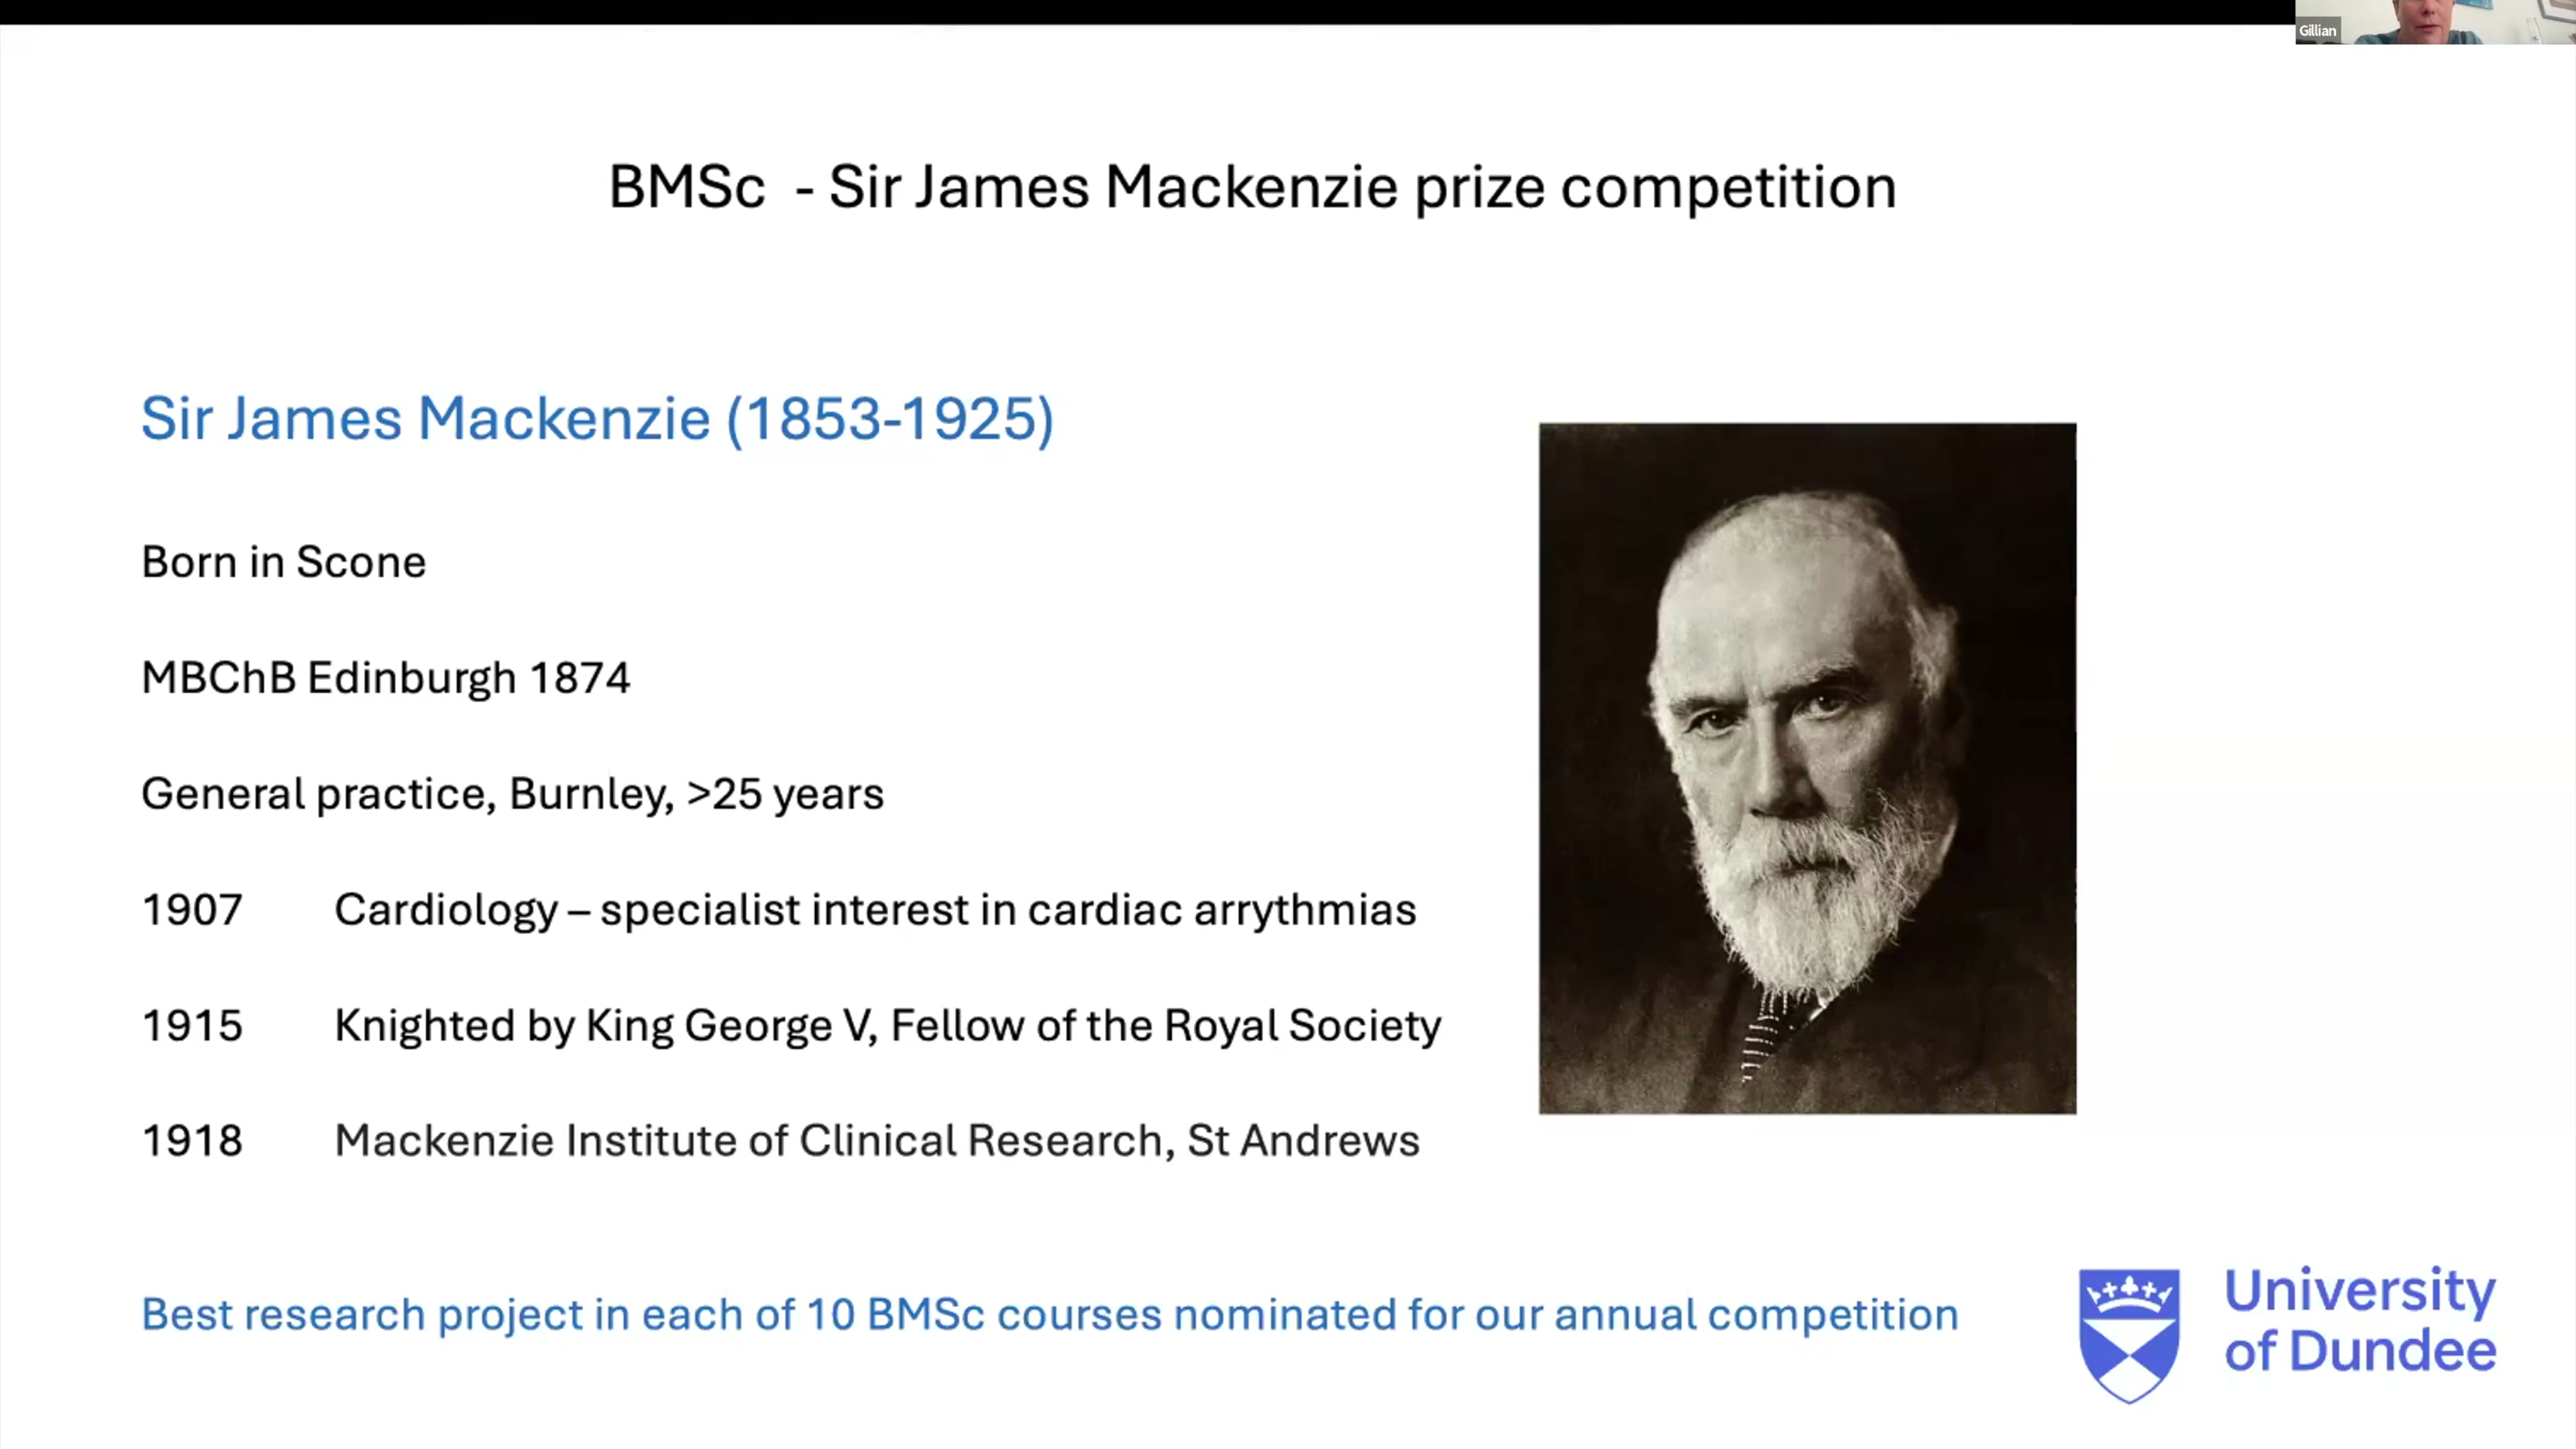 Gillian
BMSc - Sir James Mackenzie prize competition
Sir James Mackenzie (1853-1925)
Born in Scone
MBChB Edinburgh 1874
General practice, Burnley, >25 years
1907 Cardiology – specialist interest in cardiac arrythmias
1915 Knighted by King George V, Fellow of the Royal Society
1918 Mackenzie Institute of Clinical Research, St Andrews
Best research project in each of 10 BMSc courses nominated for our annual competition
University
of Dundee